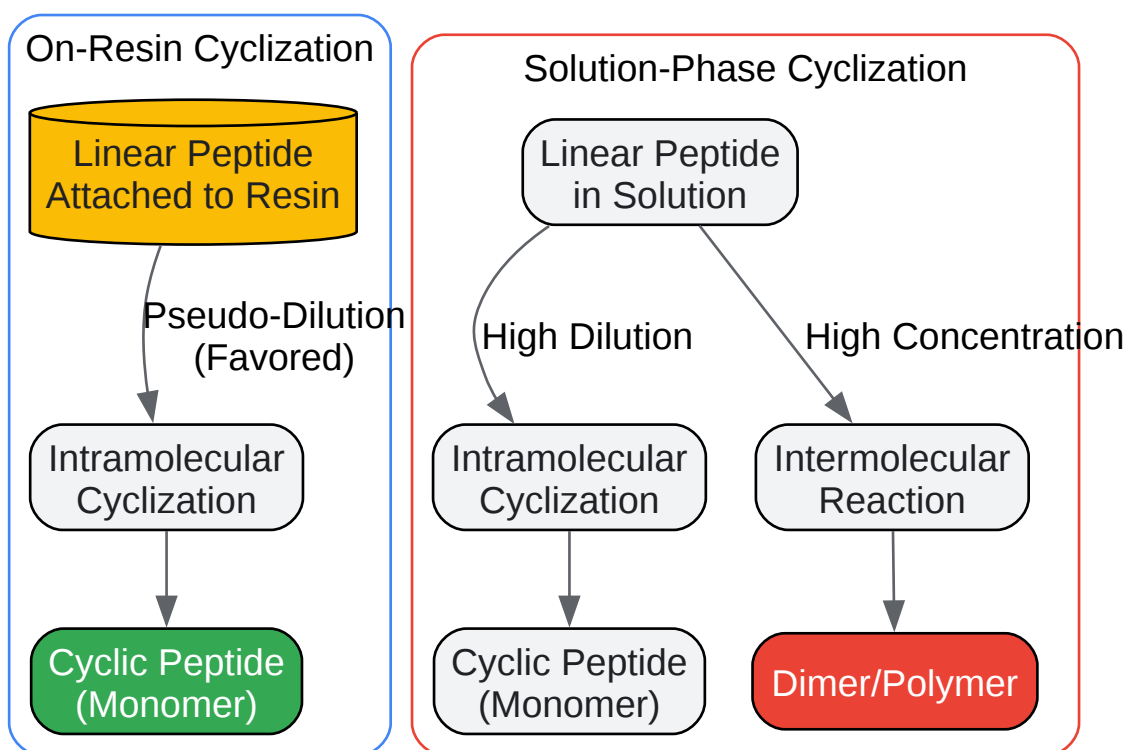 On-Resin Cyclization
Linear Peptide
Attached to Resin
Pseudo-Dilution
(Favored)
Intramolecular
Cyclization
Cyclic Peptide
(Monomer)
Solution-Phase Cyclization
Linear Peptide
in Solution
High Dilution
High Concentration
Intramolecular
Cyclization
Intermolecular
Reaction
Cyclic Peptide
(Monomer)
Dimer/Polymer